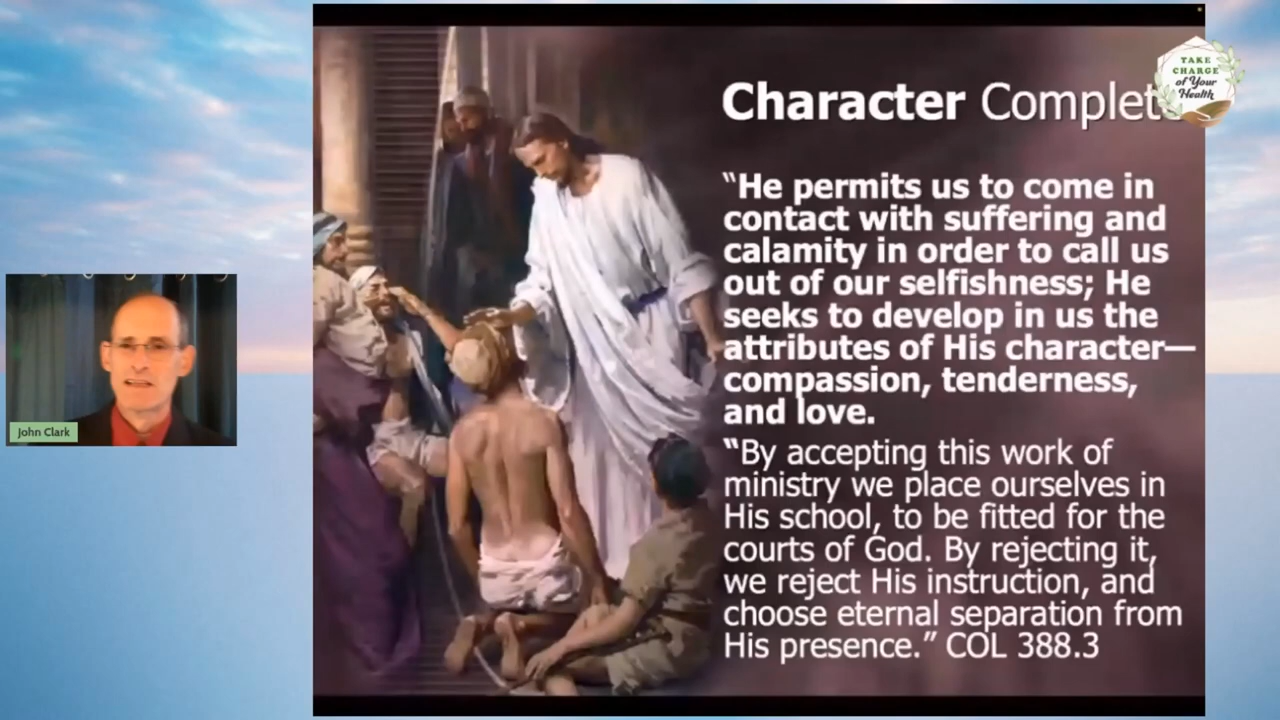 TAKE
CHARGE
of Your
Health
Character Complet
“He permits us to come in
contact with suffering and
calamity in order to call us
out of our selfishness; He
seeks to develop in us the
attributes of His character—
compassion, tenderness,
and love.
“By accepting this work of
ministry we place ourselves in
His school, to be fitted for the
courts of God. By rejecting it,
we reject His instruction, and
choose eternal separation from
His presence.” COL 388.3
John Clark